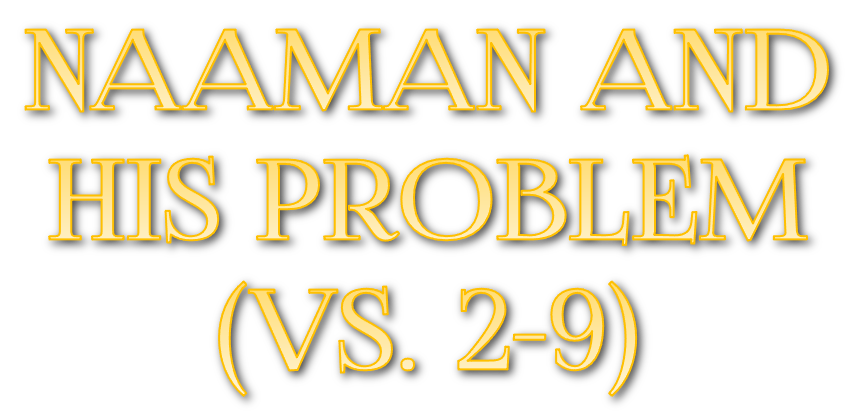 NAAMAN AND
HIS PROBLEM
(VS. 2-9)